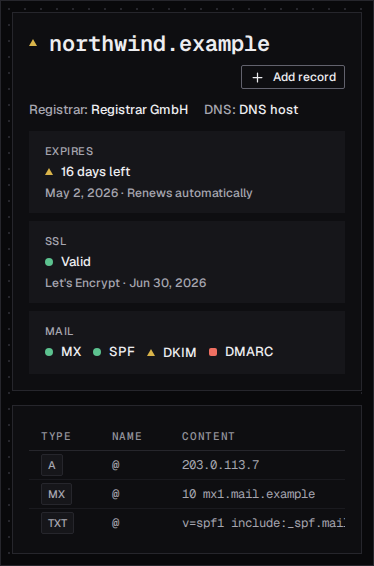 northwind.example
+ Add record
Registrar: Registrar GmbH DNS: DNS host
EXPIRES
16 days left
May 2, 2026 · Renews automatically
SSL
Valid
Let's Encrypt · Jun 30, 2026
MAIL
MX SPF DKIM DMARC
TYPE NAME CONTENT
A @ 203.0.113.7
MX @ 10 mx1.mail.example
TXT @ v=spf1 include:_spf.mail